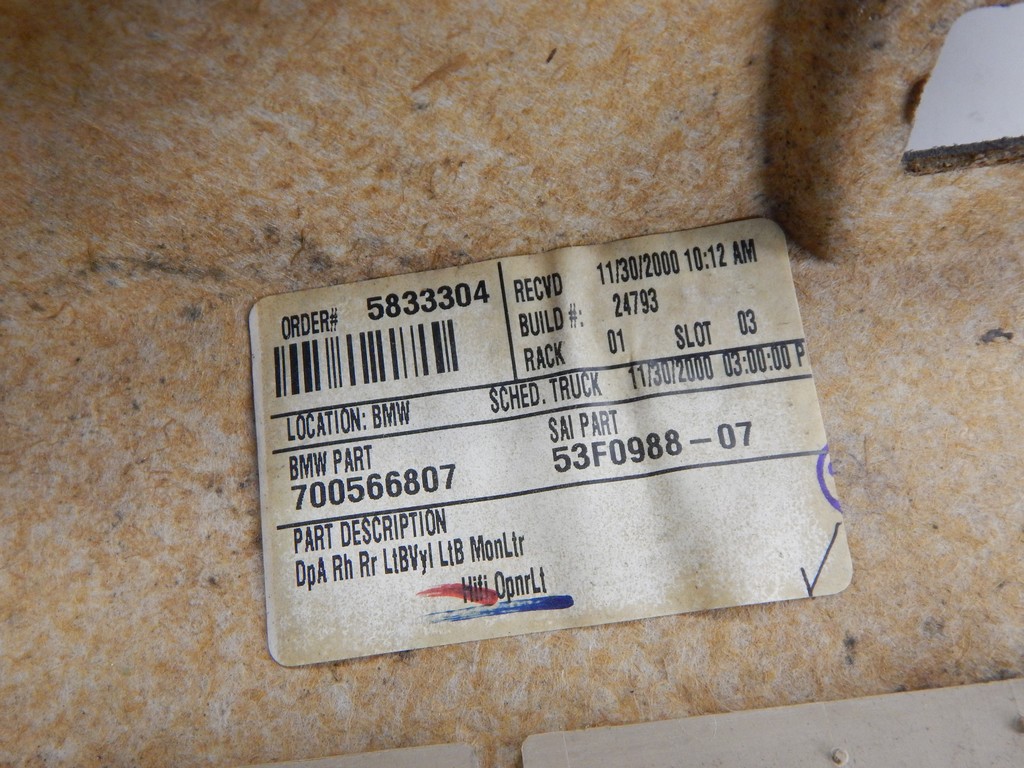 ORDER# 5833304
RECVD 11/30/2000 10:12 AM
BUILD #: 24793
RACK 01 SLOT 03
LOCATION: BMW SCHED. TRUCK 11/30/2000 03:00:00 P
BMW PART SAI PART
700566807 53F0988-07
PART DESCRIPTION
DpA Rh Rr LtBVyl LtB MonLtr
Hifi OpnrLt